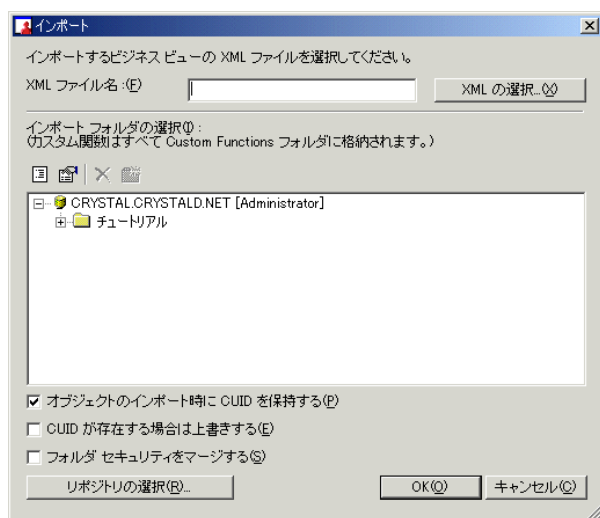 インポート
インポートするビジネス ビューの XML ファイルを選択してください。
XML ファイル名 :(F)
XML の選択...(X)
インポート フォルダの選択(I) :
(カスタム関数はすべて Custom Functions フォルダに格納されます。)
CRYSTAL.CRYSTALD.NET [Administrator]
チュートリアル
オブジェクトのインポート時に CUID を保持する(P)
CUID が存在する場合は上書きする(E)
フォルダ セキュリティをマージする(S)
リポジトリの選択(R)...
OK(O)
キャンセル(C)